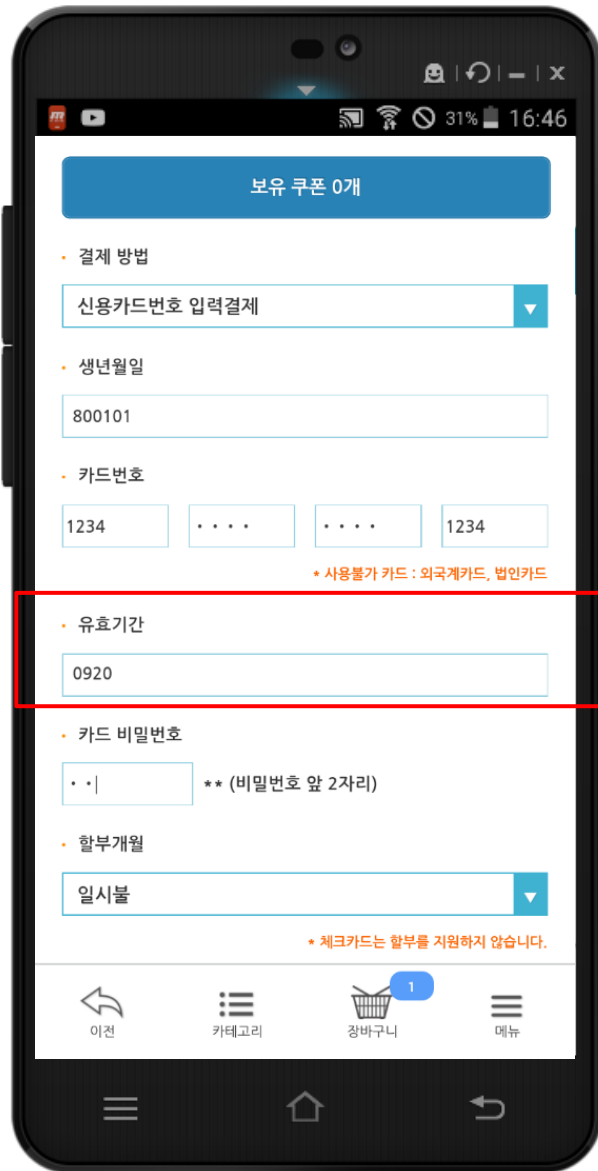 31% 16:46
보유 쿠폰 0개
· 결제 방법
신용카드번호 입력결제
· 생년월일
800101
· 카드번호
1234 · · · · · · · · 1234
* 사용불가 카드 : 외국계카드, 법인카드
· 유효기간
0920
· 카드 비밀번호
· · ** (비밀번호 앞 2자리)
· 할부개월
일시불
* 체크카드는 할부를 지원하지 않습니다.
1
이전 카테고리 장바구니 메뉴